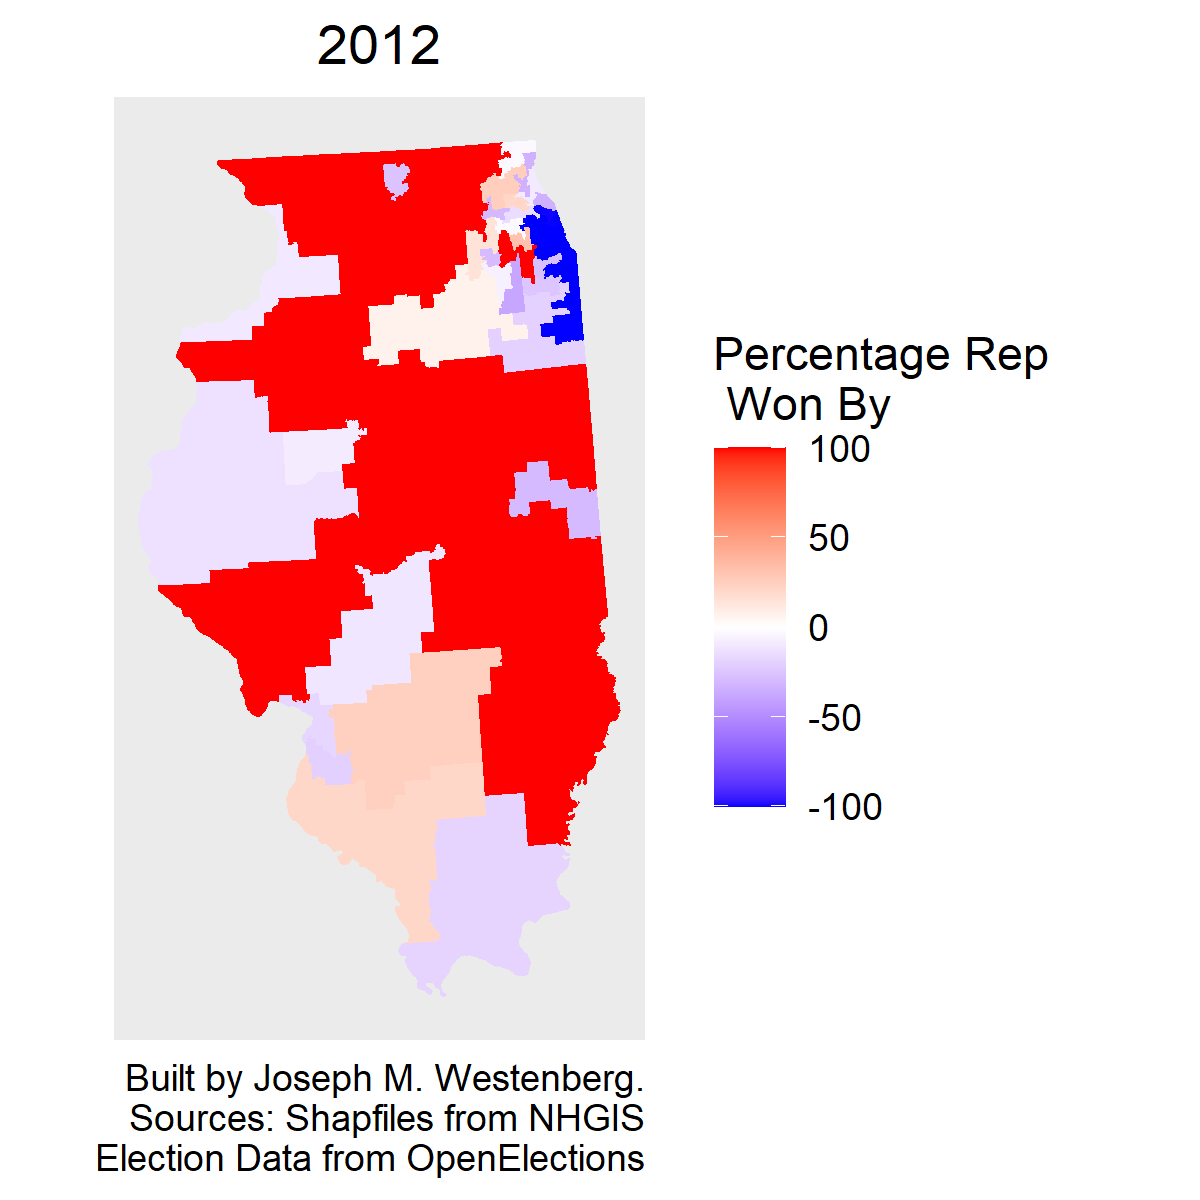 2012
Percentage Rep
Won By
100
50
0
-50
-100
Built by Joseph M. Westenberg.
Sources: Shapfiles from NHGIS
Election Data from OpenElections